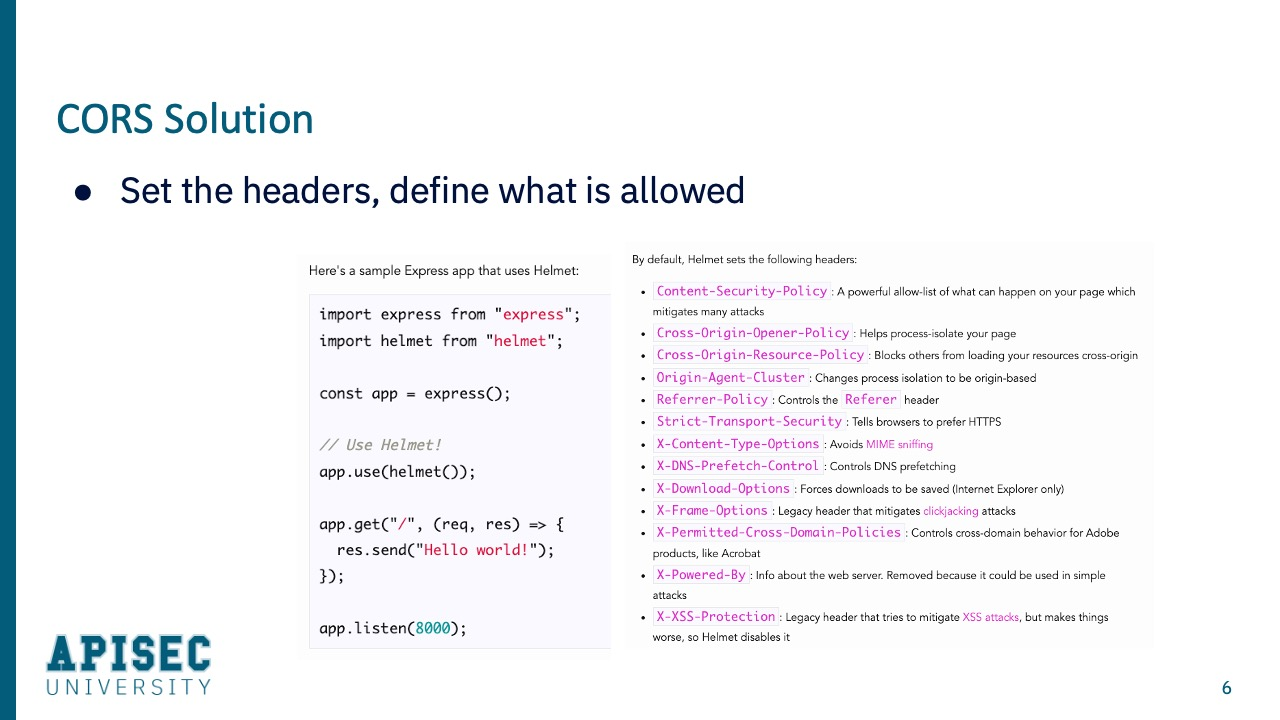 CORS Solution
● Set the headers, define what is allowed
Here's a sample Express app that uses Helmet:
import express from "express";
import helmet from "helmet";
const app = express();
// Use Helmet!
app.use(helmet());
app.get("/", (req, res) => {
  res.send("Hello world!");
});
app.listen(8000);
By default, Helmet sets the following headers:
• Content-Security-Policy : A powerful allow-list of what can happen on your page which
mitigates many attacks
• Cross-Origin-Opener-Policy : Helps process-isolate your page
• Cross-Origin-Resource-Policy : Blocks others from loading your resources cross-origin
• Origin-Agent-Cluster : Changes process isolation to be origin-based
• Referrer-Policy : Controls the Referer header
• Strict-Transport-Security : Tells browsers to prefer HTTPS
• X-Content-Type-Options : Avoids MIME sniffing
• X-DNS-Prefetch-Control : Controls DNS prefetching
• X-Download-Options : Forces downloads to be saved (Internet Explorer only)
• X-Frame-Options : Legacy header that mitigates clickjacking attacks
• X-Permitted-Cross-Domain-Policies : Controls cross-domain behavior for Adobe
products, like Acrobat
• X-Powered-By : Info about the web server. Removed because it could be used in simple
attacks
• X-XSS-Protection : Legacy header that tries to mitigate XSS attacks, but makes things
worse, so Helmet disables it
APISEC
UNIVERSITY
6